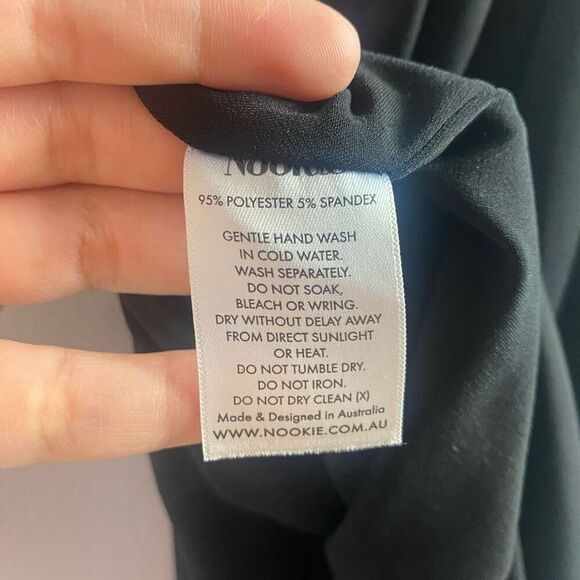 NOOKIE
95% POLYESTER 5% SPANDEX
GENTLE HAND WASH
IN COLD WATER.
WASH SEPARATELY.
DO NOT SOAK,
BLEACH OR WRING.
DRY WITHOUT DELAY AWAY
FROM DIRECT SUNLIGHT
OR HEAT.
DO NOT TUMBLE DRY.
DO NOT IRON.
DO NOT DRY CLEAN (X)
Made & Designed in Australia
WWW.NOOKIE.COM.AU